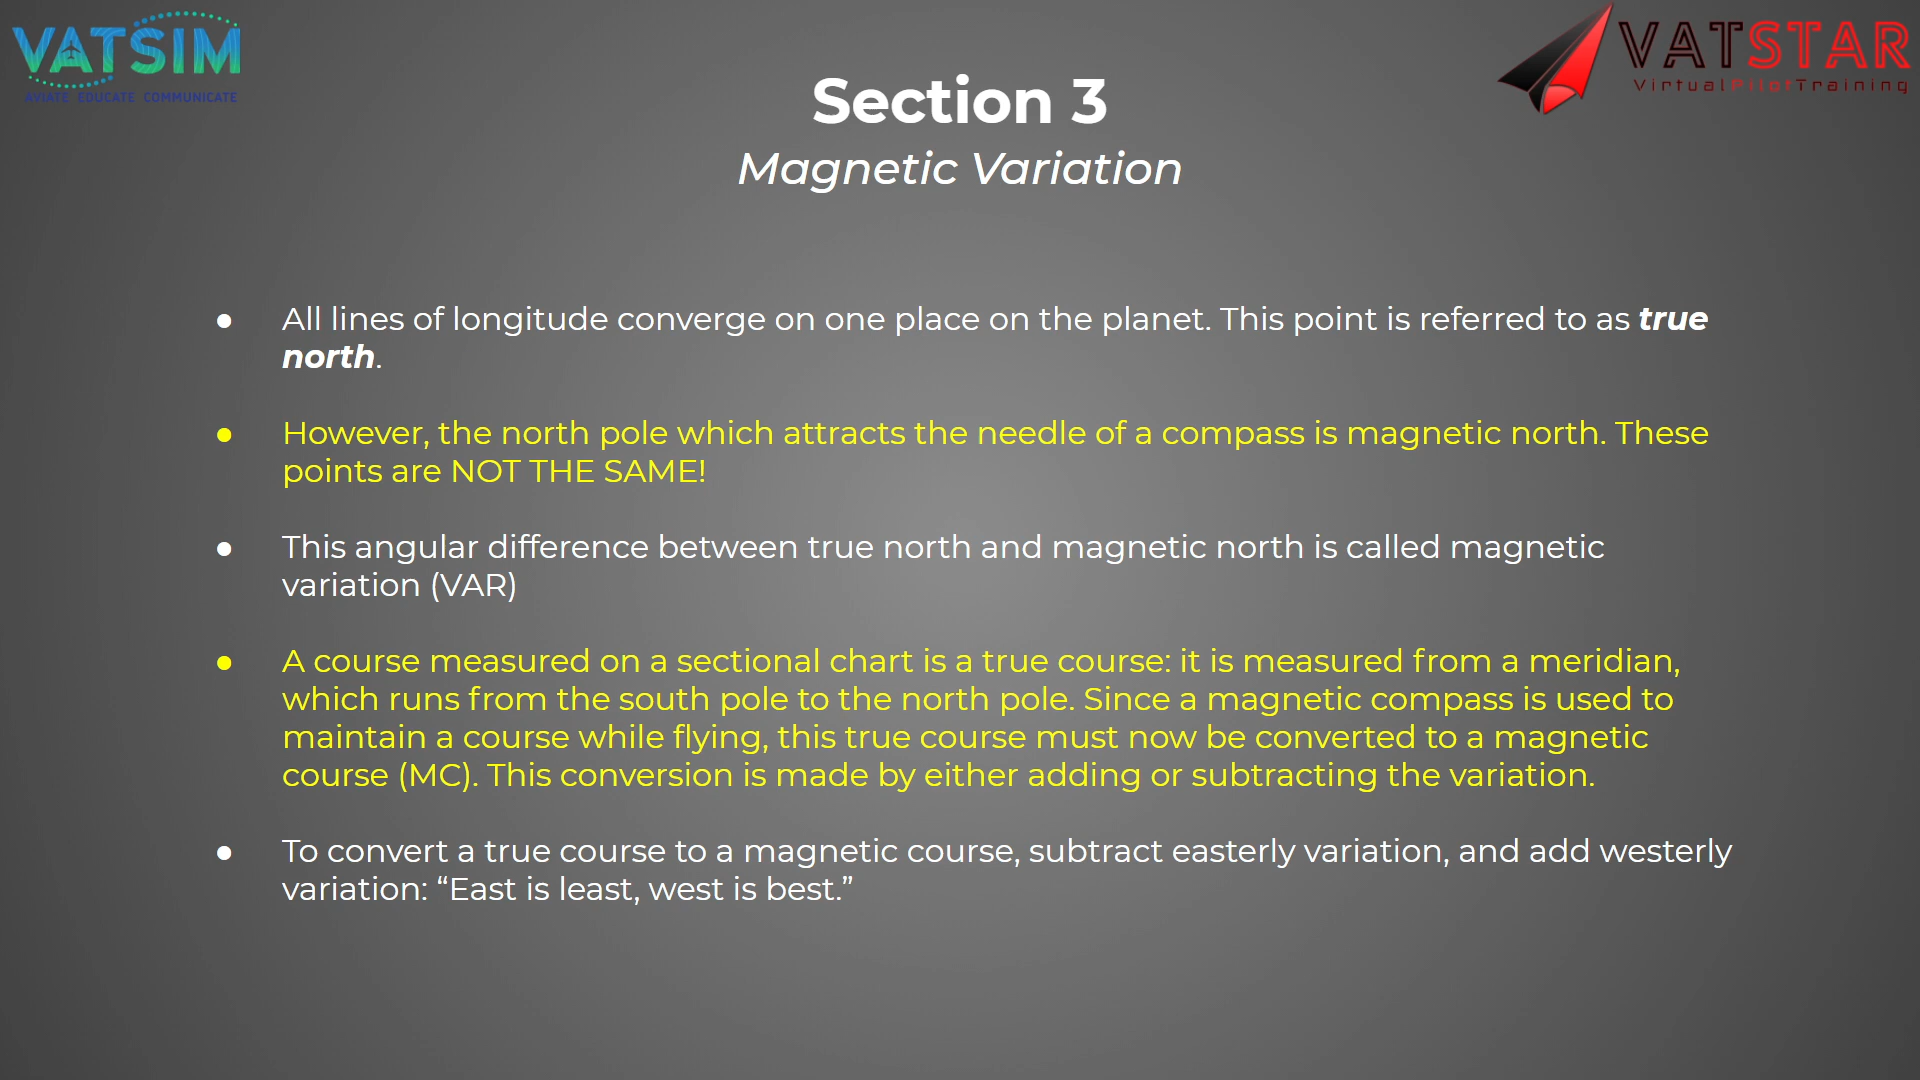 VATSIM
AVIATE EDUCATE COMMUNICATE
VATSTAR
VirtualPilotTraining
Section 3
Magnetic Variation
● All lines of longitude converge on one place on the planet. This point is referred to as true
north.
● However, the north pole which attracts the needle of a compass is magnetic north. These
points are NOT THE SAME!
● This angular difference between true north and magnetic north is called magnetic
variation (VAR)
● A course measured on a sectional chart is a true course: it is measured from a meridian,
which runs from the south pole to the north pole. Since a magnetic compass is used to
maintain a course while flying, this true course must now be converted to a magnetic
course (MC). This conversion is made by either adding or subtracting the variation.
● To convert a true course to a magnetic course, subtract easterly variation, and add westerly
variation: “East is least, west is best.”